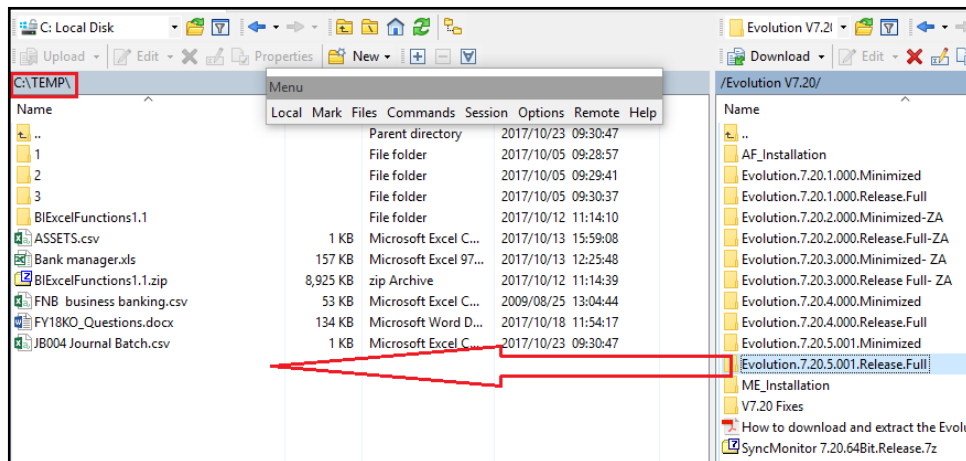 C: Local Disk
Upload Edit Properties New
C:\TEMP\
Name
Menu
Local Mark Files Commands Session Options Remote Help
.. Parent directory 2017/10/23 09:30:47
1 File folder 2017/10/05 09:28:57
2 File folder 2017/10/05 09:29:41
3 File folder 2017/10/05 09:30:37
BIExcelFunctions1.1 File folder 2017/10/12 11:14:10
ASSETS.csv 1 KB Microsoft Excel C... 2017/10/13 15:59:08
Bank manager.xls 157 KB Microsoft Excel 97... 2017/10/13 12:25:48
BIExcelFunctions1.1.zip 8,925 KB zip Archive 2017/10/12 11:14:39
FNB business banking.csv 53 KB Microsoft Excel C... 2009/08/25 13:04:44
FY18KO_Questions.docx 134 KB Microsoft Word D... 2017/10/18 11:54:17
JB004 Journal Batch.csv 1 KB Microsoft Excel C... 2017/10/23 09:30:47
Evolution V7.2
Download Edit
/Evolution V7.20/
Name
..
AF_Installation
Evolution.7.20.1.000.Minimized
Evolution.7.20.1.000.Release.Full
Evolution.7.20.2.000.Minimized-ZA
Evolution.7.20.2.000.Release.Full-ZA
Evolution.7.20.3.000.Minimized- ZA
Evolution.7.20.3.000.Release Full- ZA
Evolution.7.20.4.000.Minimized
Evolution.7.20.4.000.Release.Full
Evolution.7.20.5.001.Minimized
Evolution.7.20.5.001.Release.Full
ME_Installation
V7.20 Fixes
How to download and extract the Evolu
SyncMonitor 7.20.64Bit.Release.7z